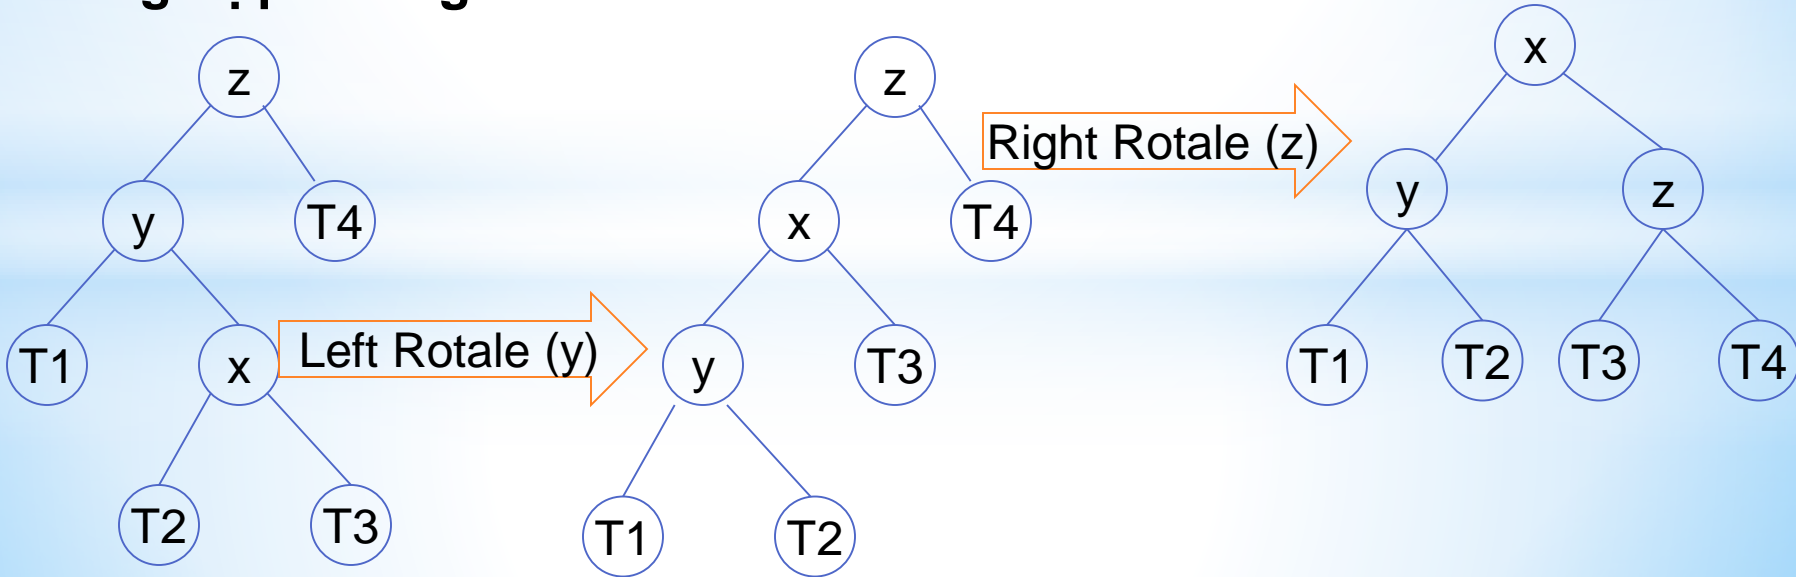 z
y
T4
T1
x
T2
T3
Left Rotale (y)
z
x
T4
y
T3
T1
T2
Right Rotale (z)
x
y
z
T1
T2
T3
T4